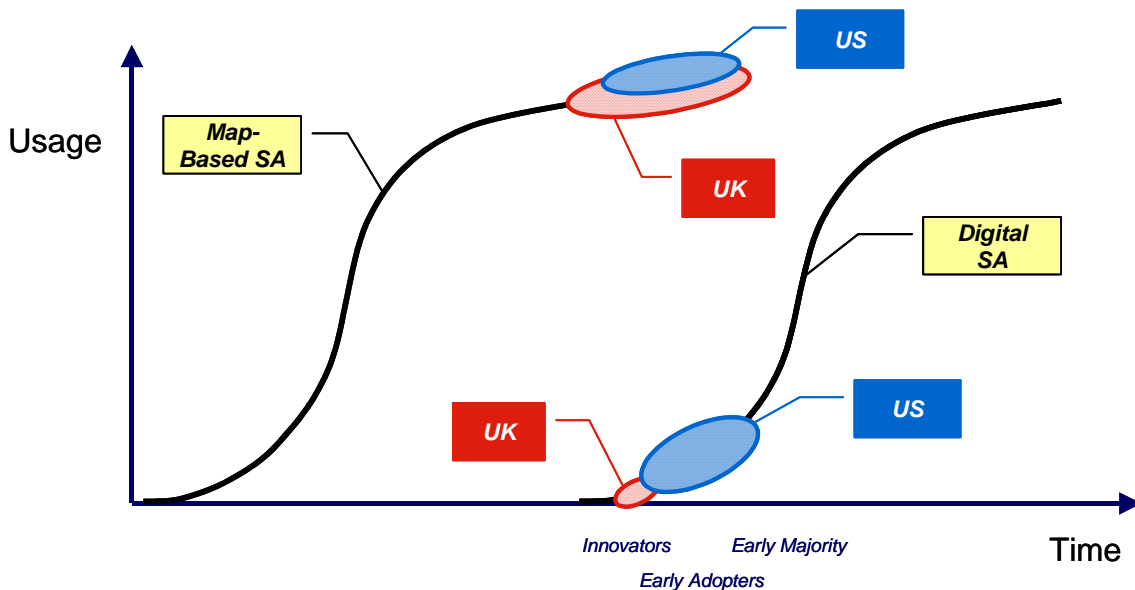 US
Usage
Map-
Based SA
UK
Digital
SA
US
UK
Innovators
Early Majority
Time
Early Adopters